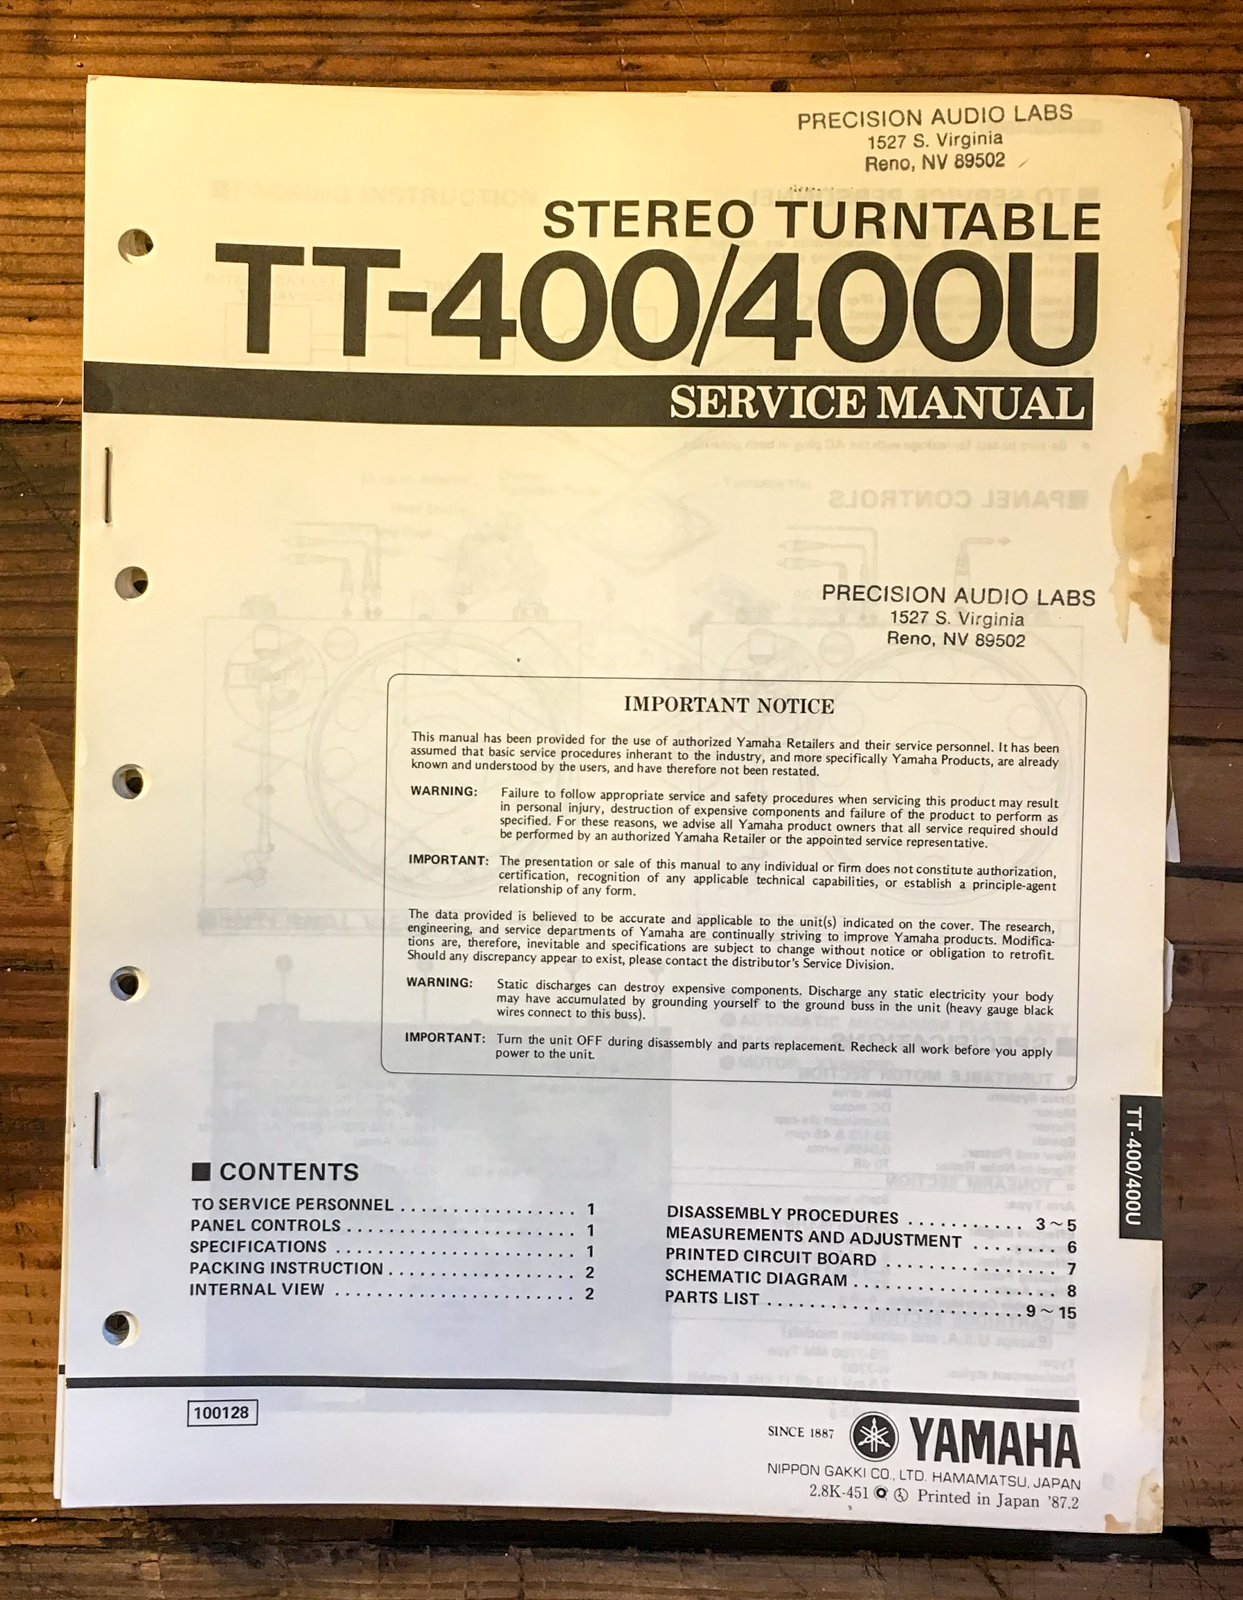 PRECISION AUDIO LABS
1527 S. Virginia
Reno, NV 89502
STEREO TURNTABLE
TT-400/400U
SERVICE MANUAL
PRECISION AUDIO LABS
1527 S. Virginia
Reno, NV 89502
IMPORTANT NOTICE
This manual has been provided for the use of authorized Yamaha Retailers and their service personnel. It has been
assumed that basic service procedures inherant to the industry, and more specifically Yamaha Products, are already
known and understood by the users, and have therefore not been restated.
WARNING: Failure to follow appropriate service and safety procedures when servicing this product may result
in personal injury, destruction of expensive components and failure of the product to perform as
specified. For these reasons, we advise all Yamaha product owners that all service required should
be performed by an authorized Yamaha Retailer or the appointed service representative.
IMPORTANT: The presentation or sale of this manual to any individual or firm does not constitute authorization,
certification, recognition of any applicable technical capabilities, or establish a principle-agent
relationship of any form.
The data provided is believed to be accurate and applicable to the unit(s) indicated on the cover. The research,
engineering, and service departments of Yamaha are continually striving to improve Yamaha products. Modifica-
tions are, therefore, inevitable and specifications are subject to change without notice or obligation to retrofit.
Should any discrepancy appear to exist, please contact the distributor's Service Division.
WARNING: Static discharges can destroy expensive components. Discharge any static electricity your body
may have accumulated by grounding yourself to the ground buss in the unit (heavy gauge black
wires connect to this buss).
IMPORTANT: Turn the unit OFF during disassembly and parts replacement. Recheck all work before you apply
power to the unit.
TT-400/400U
■ CONTENTS
TO SERVICE PERSONNEL ................ 1
PANEL CONTROLS ..................... 1
SPECIFICATIONS ...................... 1
PACKING INSTRUCTION ................. 2
INTERNAL VIEW ...................... 2
DISASSEMBLY PROCEDURES ........... 3~5
MEASUREMENTS AND ADJUSTMENT ........ 6
PRINTED CIRCUIT BOARD ................ 7
SCHEMATIC DIAGRAM .................... 8
PARTS LIST ........................ 9~15
100128
SINCE 1887 YAMAHA
NIPPON GAKKI CO., LTD. HAMAMATSU, JAPAN
2.8K-451 Printed in Japan '87.2